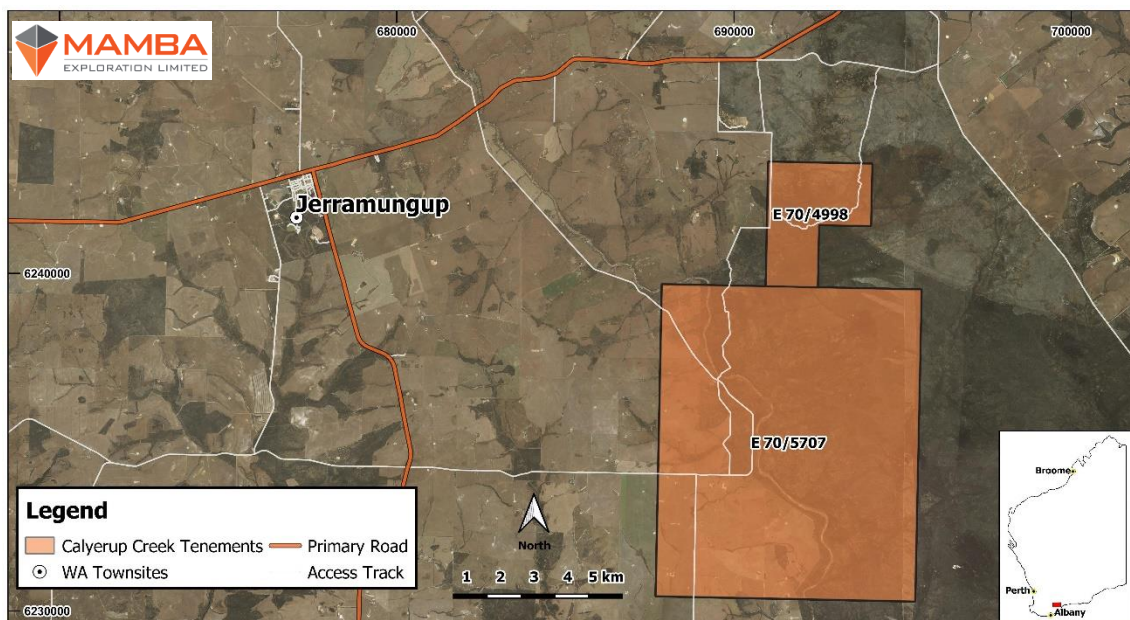 MAMBA
EXPLORATION LIMITED
680000
690000
700000
Jerramungup
E 70/4998
6240000
E 70/5707
Broome
Legend
Calyerup Creek Tenements
Primary Road
WA Townsites
Access Track
North
1 2 3 4 5 km
Perth
Albany
6230000